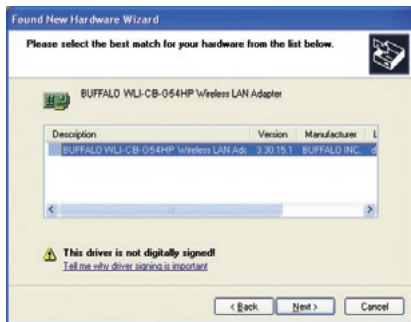 Found New Hardware Wizard
Please select the best match for your hardware from the list below.
BUFFALO WLI-CB-G54HP Wireless LAN Adapter
Description Version Manufacturer L
BUFFALO WLI-CB-G54HP Wireless LAN Ada 3.30.15.1 BUFFALO INC. d
This driver is not digitally signed!
Tell me why driver signing is important
< Back Next > Cancel